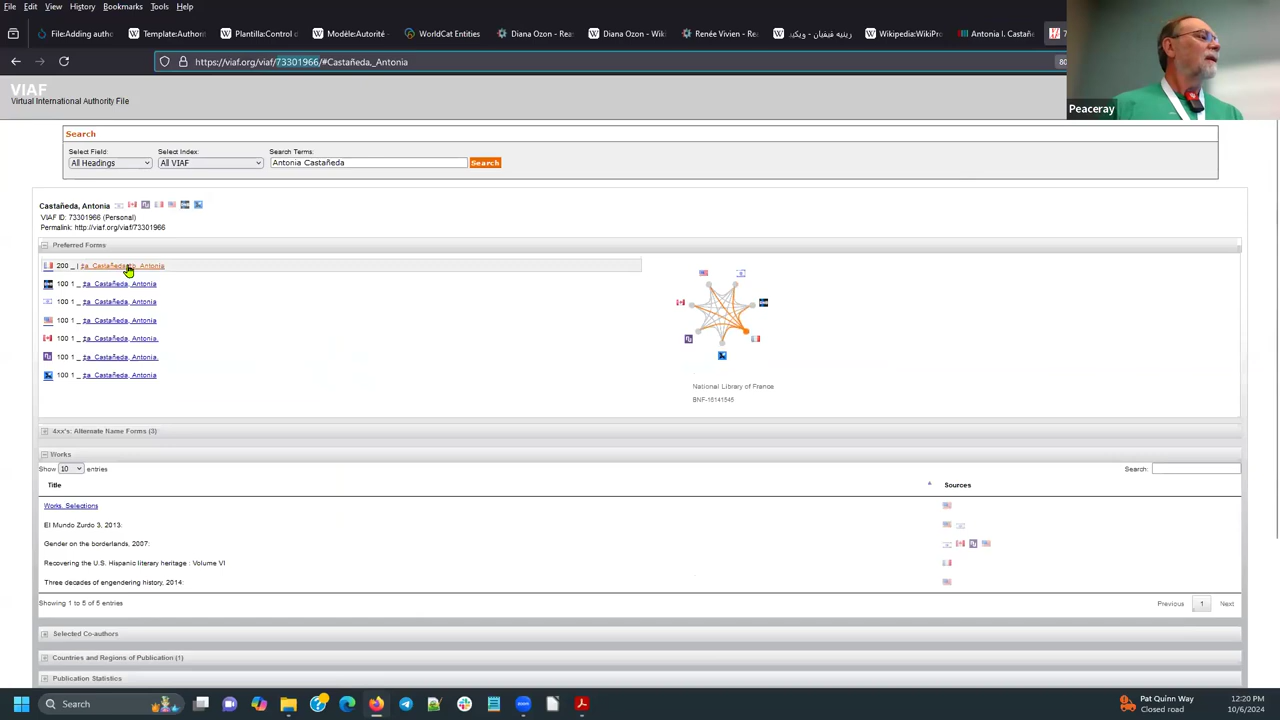 File Edit View History Bookmarks Tools Help
File:Adding autho Template:Authori Plantilla:Control d Modèle:Autorité - WorldCat Entities Diana Ozon - Rea Diana Ozon – Wik Renée Vivien - Rea رينيه فيفيان - ويكيب Wikipedia:WikiPro Antonia I. Castañe
https://viaf.org/viaf/73301966/#Castañeda,_Antonia
80
VIAF
Virtual International Authority File
Peaceray
Search
Select Field: Select Index: Search Terms:
All Headings All VIAF Antonia Castañeda Search
Castañeda, Antonia
VIAF ID: 73301966 (Personal)
Permalink: http://viaf.org/viaf/73301966
Preferred Forms
200 _ | ‡a Castañeda ‡b Antonia
100 1 _ ‡a Castañeda, Antonia
100 1 _ ‡a Castañeda, Antonia
100 1 _ ‡a Castañeda, Antonia
100 1 _ ‡a Castañeda, Antonia.
100 1 _ ‡a Castañeda, Antonia.
100 1 _ ‡a Castañeda, Antonia
National Library of France
BNF-16141545
4xx's: Alternate Name Forms (3)
Works
Show 10 entries Search:
Title Sources
Works. Selections
El Mundo Zurdo 3, 2013:
Gender on the borderlands, 2007:
Recovering the U.S. Hispanic literary heritage : Volume VI
Three decades of engendering history, 2014:
Showing 1 to 5 of 5 entries Previous 1 Next
Selected Co-authors
Countries and Regions of Publication (1)
Publication Statistics
Search
Pat Quinn Way
Closed road
12:20 PM
10/6/2024